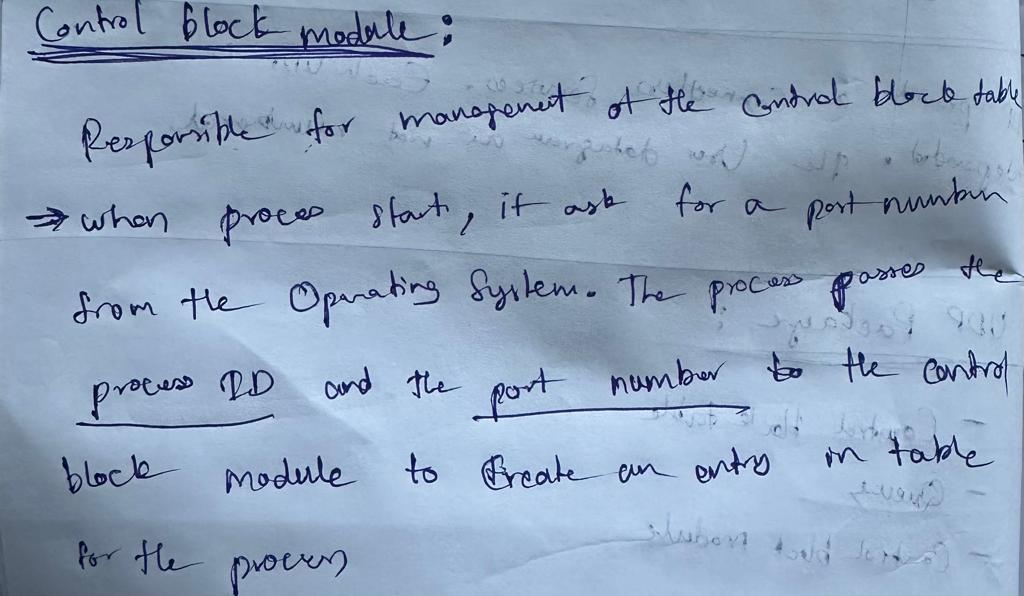 Control block module :
Responsible for management of the Control block table
⇒ when process start, it ask for a port number
from the Operating System. The process passes the
process ID and the port number to the control
block module to Create an entry in table
for the process